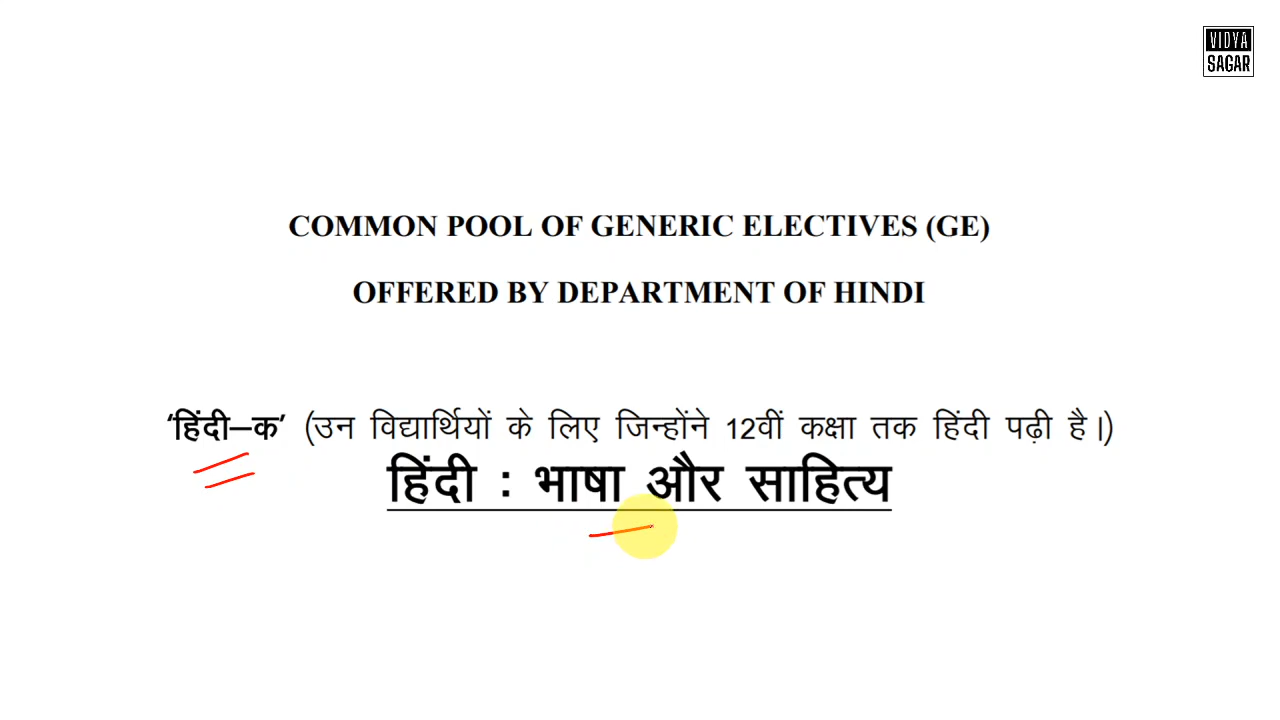 VIDYA
SAGAR
COMMON POOL OF GENERIC ELECTIVES (GE)
OFFERED BY DEPARTMENT OF HINDI
‘हिंदी–क’ (उन विद्यार्थियों के लिए जिन्होंने 12वीं कक्षा तक हिंदी पढ़ी है।)
हिंदी : भाषा और साहित्य